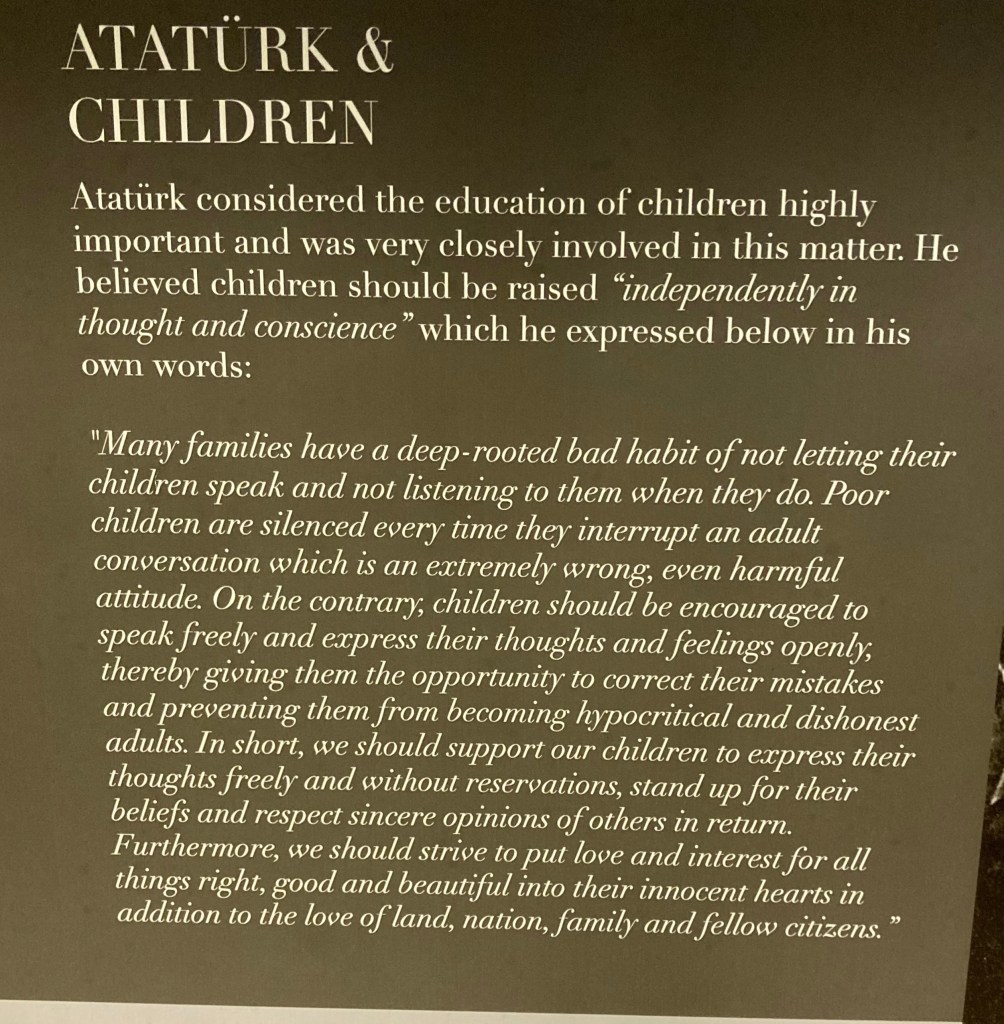 ATATÜRK &
CHILDREN
Atatürk considered the education of children highly
important and was very closely involved in this matter. He
believed children should be raised “independently in
thought and conscience” which he expressed below in his
own words:
"Many families have a deep-rooted bad habit of not letting their
children speak and not listening to them when they do. Poor
children are silenced every time they interrupt an adult
conversation which is an extremely wrong, even harmful
attitude. On the contrary, children should be encouraged to
speak freely and express their thoughts and feelings openly,
thereby giving them the opportunity to correct their mistakes
and preventing them from becoming hypocritical and dishonest
adults. In short, we should support our children to express their
thoughts freely and without reservations, stand up for their
beliefs and respect sincere opinions of others in return.
Furthermore, we should strive to put love and interest for all
things right, good and beautiful into their innocent hearts in
addition to the love of land, nation, family and fellow citizens.”